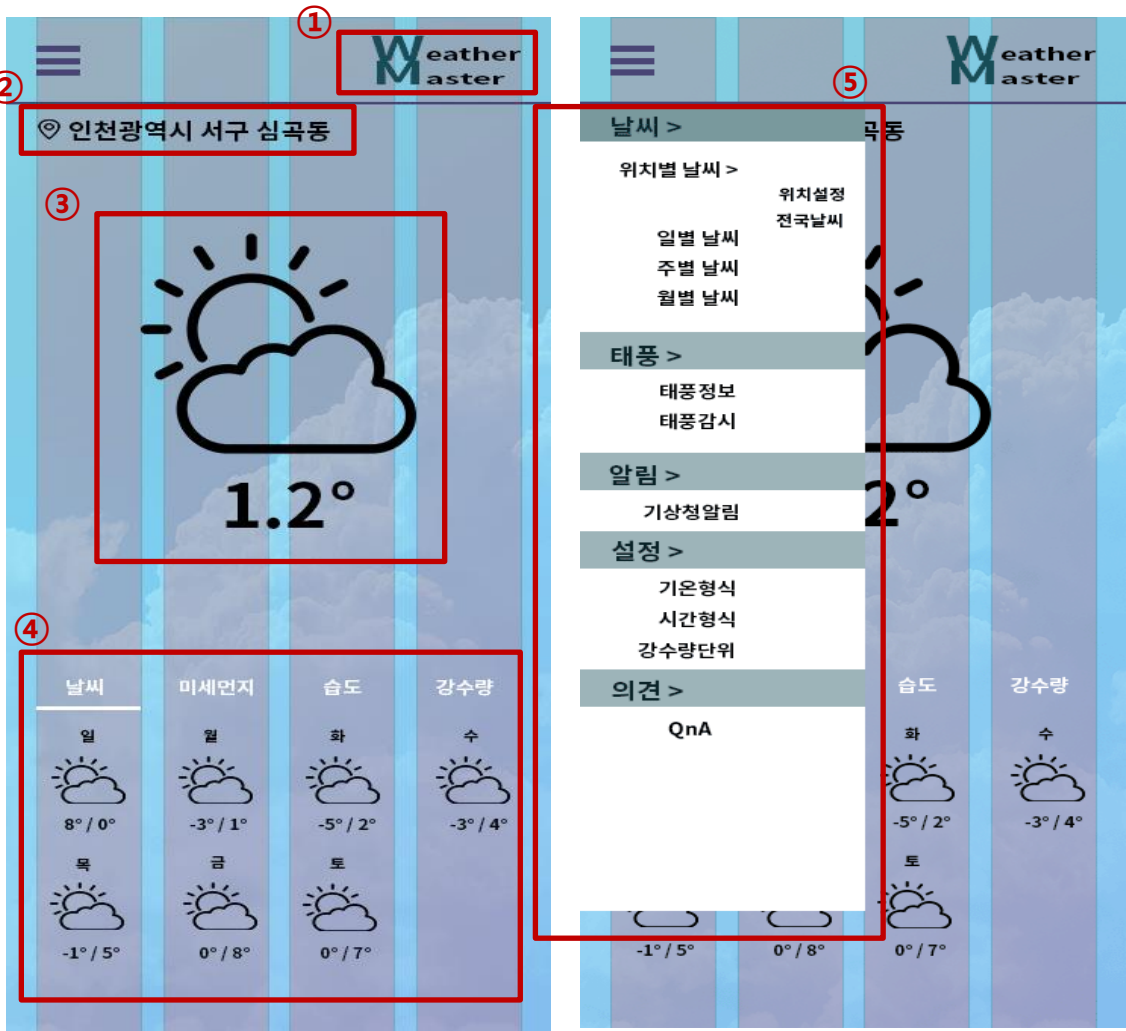 ①
Weather
Master
②
인천광역시 서구 심곡동
③
1.2°
④
날씨 미세먼지 습도 강수량
일 월 화 수
8° / 0° -3° / 1° -5° / 2° -3° / 4°
목 금 토
-1° / 5° 0° / 8° 0° / 7°
Weather
Master
⑤
날씨 > 곡동
위치별 날씨 >
위치설정
전국날씨
일별 날씨
주별 날씨
월별 날씨
태풍 >
태풍정보
태풍감시
알림 >
2°
기상청알림
설정 >
기온형식
시간형식
강수량단위
의견 > 습도 강수량
QnA 화 수
-5° / 2° -3° / 4°
토
-1° / 5° 0° / 8° 0° / 7°